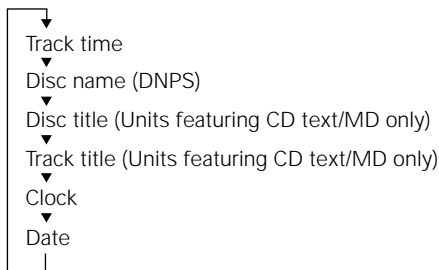 Track time
Disc name (DNPS)
Disc title (Units featuring CD text/MD only)
Track title (Units featuring CD text/MD only)
Clock
Date